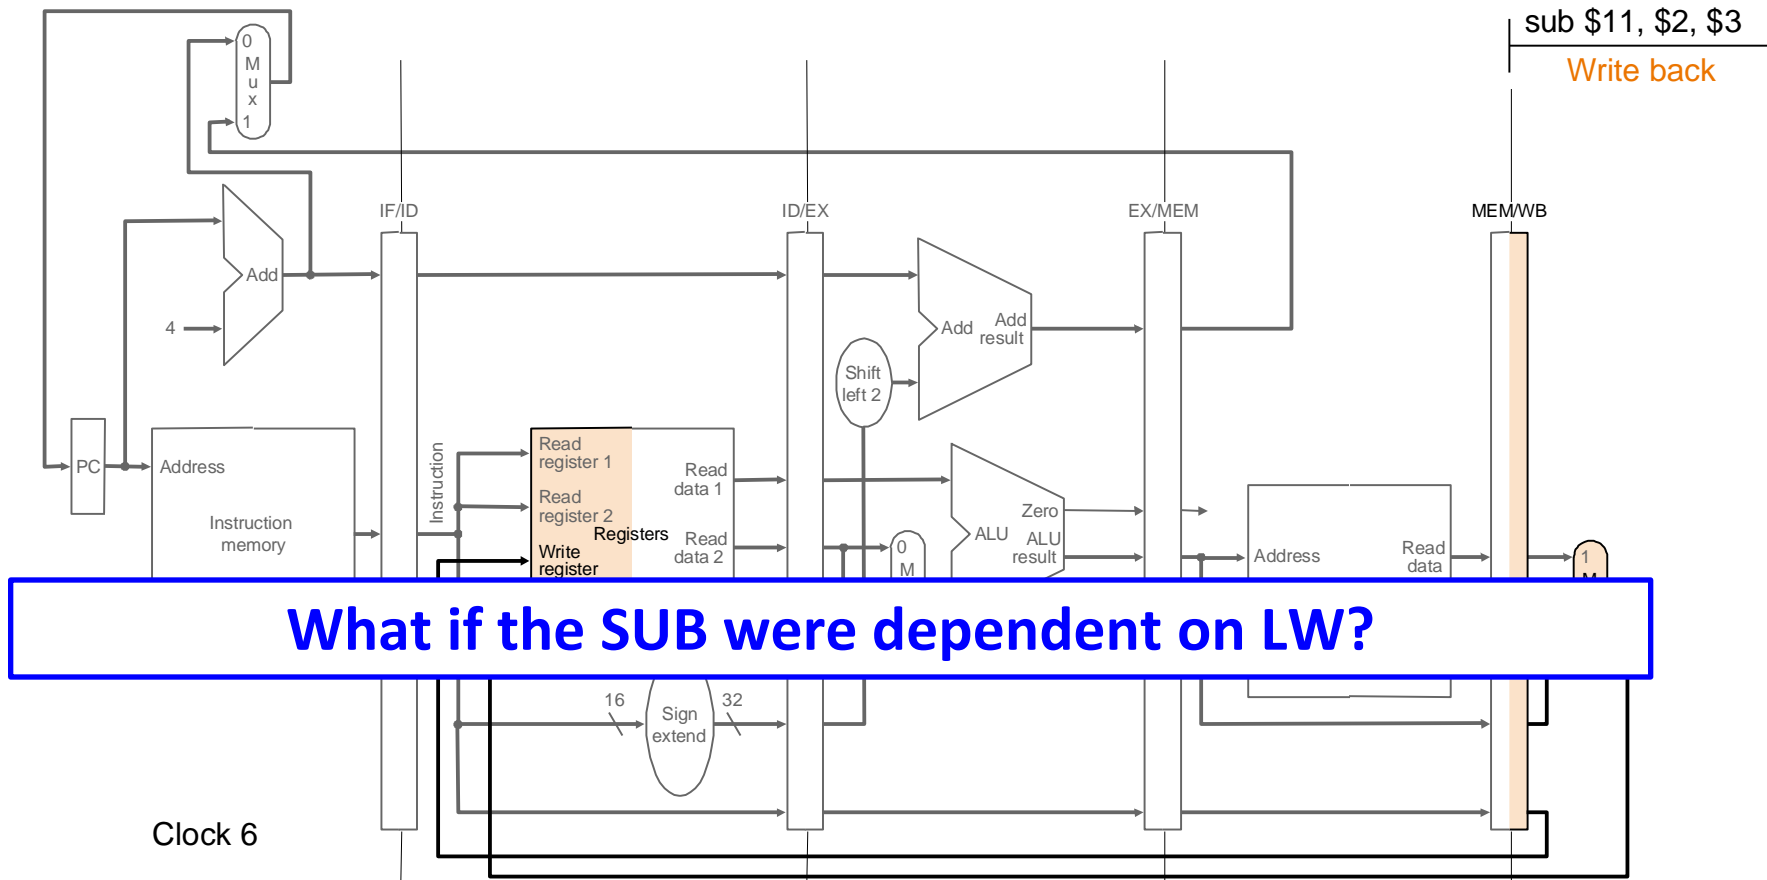 sub $11, $2, $3
Write back
0
M
u
x
1
IF/ID
ID/EX
EX/MEM
MEM/WB
Add
4
Add
Add
result
Shift
left 2
PC
Address
Instruction
memory
Instruction
Read
register 1
Read
register 2
Registers
Write
register
Read
data 1
Read
data 2
0
M
Zero
ALU
ALU
result
Address
Read
data
1
M
What if the SUB were dependent on LW?
16
Sign
extend
32
Clock 6